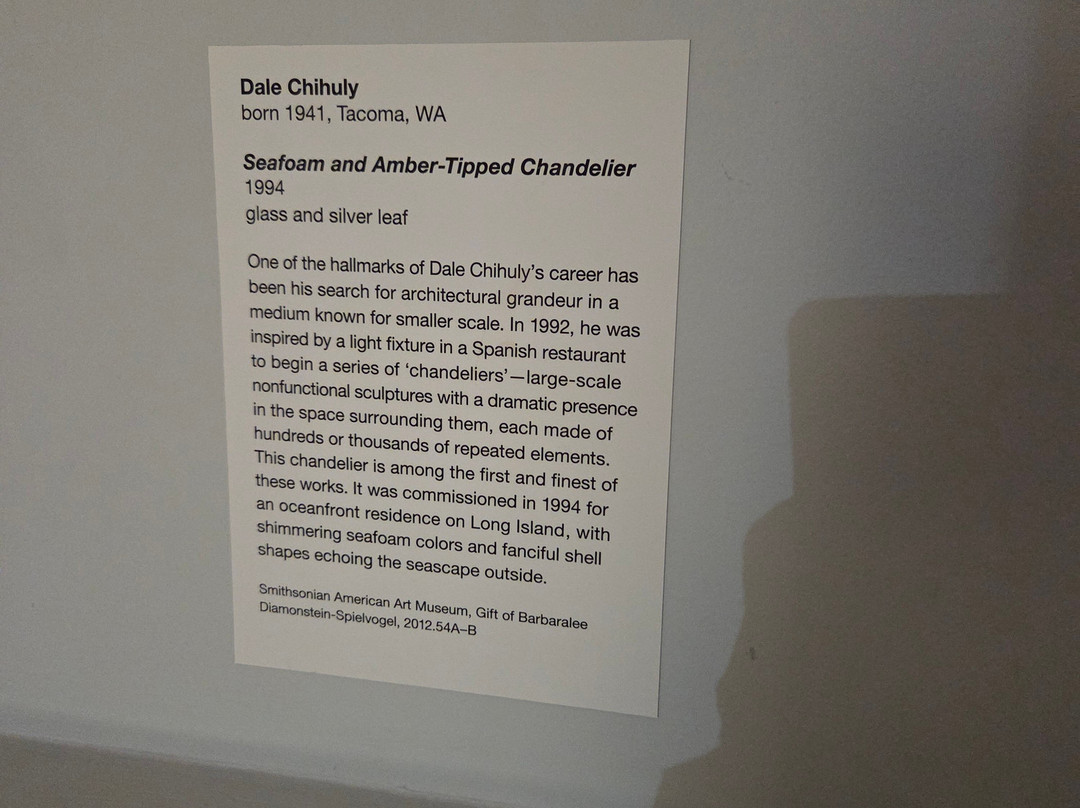 Dale Chihuly
born 1941, Tacoma, WA
Seafoam and Amber-Tipped Chandelier
1994
glass and silver leaf
One of the hallmarks of Dale Chihuly’s career has
been his search for architectural grandeur in a
medium known for smaller scale. In 1992, he was
inspired by a light fixture in a Spanish restaurant
to begin a series of ‘chandeliers’—large-scale
nonfunctional sculptures with a dramatic presence
in the space surrounding them, each made of
hundreds or thousands of repeated elements.
This chandelier is among the first and finest of
these works. It was commissioned in 1994 for
an oceanfront residence on Long Island, with
shimmering seafoam colors and fanciful shell
shapes echoing the seascape outside.
Smithsonian American Art Museum, Gift of Barbaralee
Diamonstein-Spielvogel, 2012.54A–B